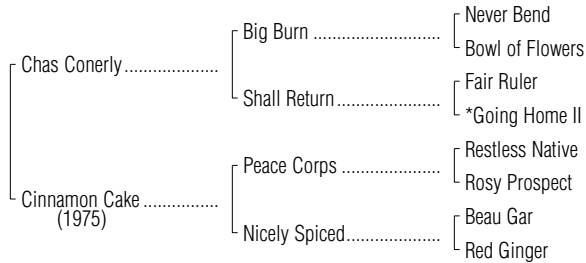 Never Bend
Big Burn ....................
Bowl of Flowers
Chas Conerly...................
Fair Ruler
Shall Return...............
*Going Home II
Restless Native
Peace Corps ................
Rosy Prospect
Cinnamon Cake...............
(1975)
Beau Gar
Nicely Spiced..............
Red Ginger